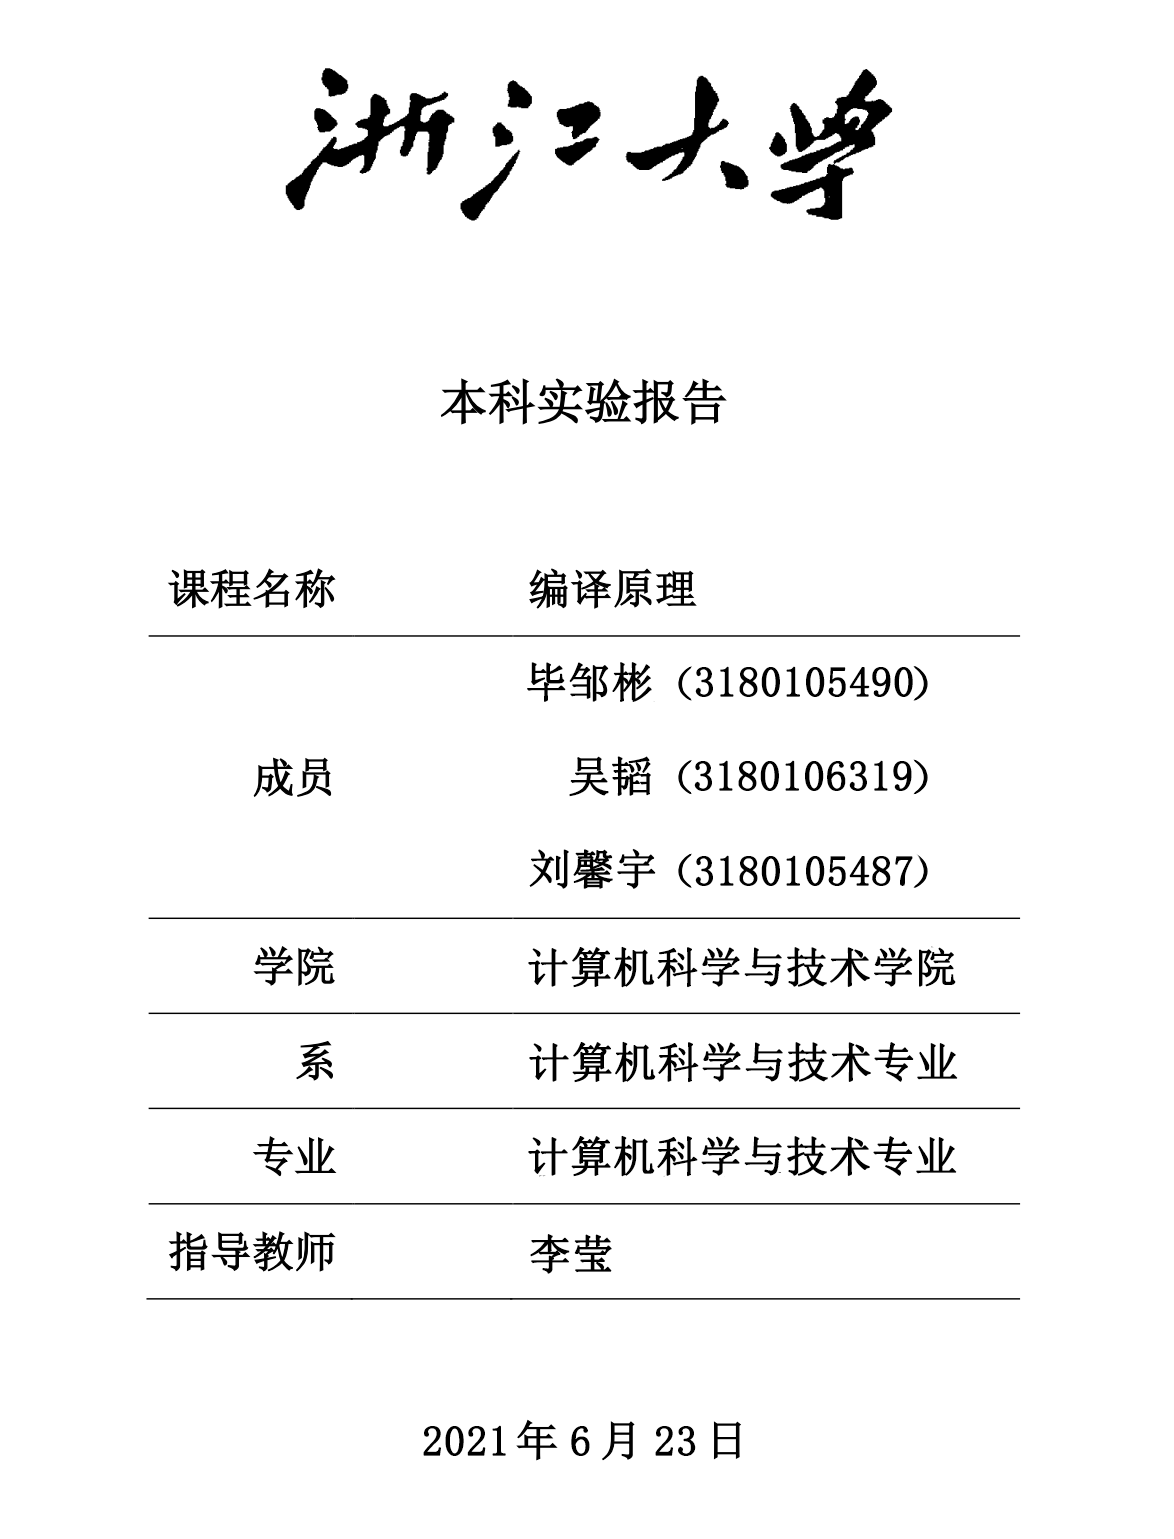 浙江大学
本科实验报告
课程名称 编译原理
毕邹彬（3180105490）
成员 吴韬（3180106319）
刘馨宇（3180105487）
学院 计算机科学与技术学院
系 计算机科学与技术专业
专业 计算机科学与技术专业
指导教师 李莹
2021年 6 月 23 日